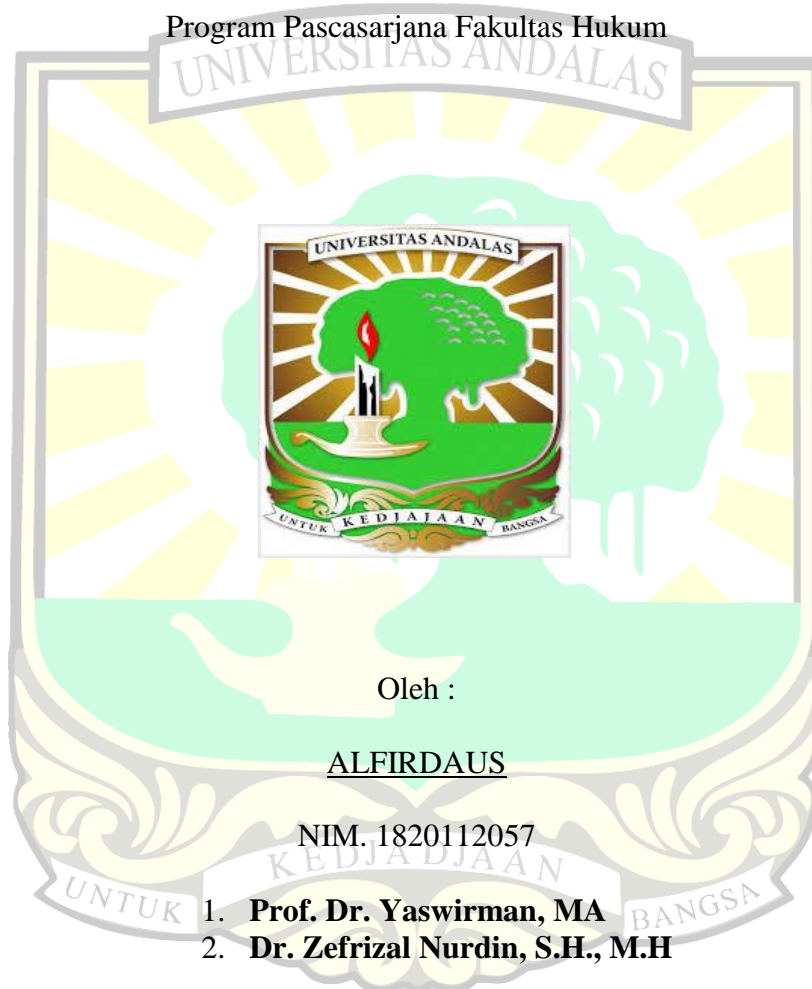 Program Pascasarjana Fakultas Hukum
UNIVERSITAS ANDALAS
UNIVERSITAS ANDALAS
UNTUK KEDJAJAAN BANGSA
Oleh :
ALFIRDAUS
NIM. 1820112057
UNTUK KEDJADJAAN BANGSA
1. Prof. Dr. Yaswirman, MA
2. Dr. Zefrizal Nurdin, S.H., M.H